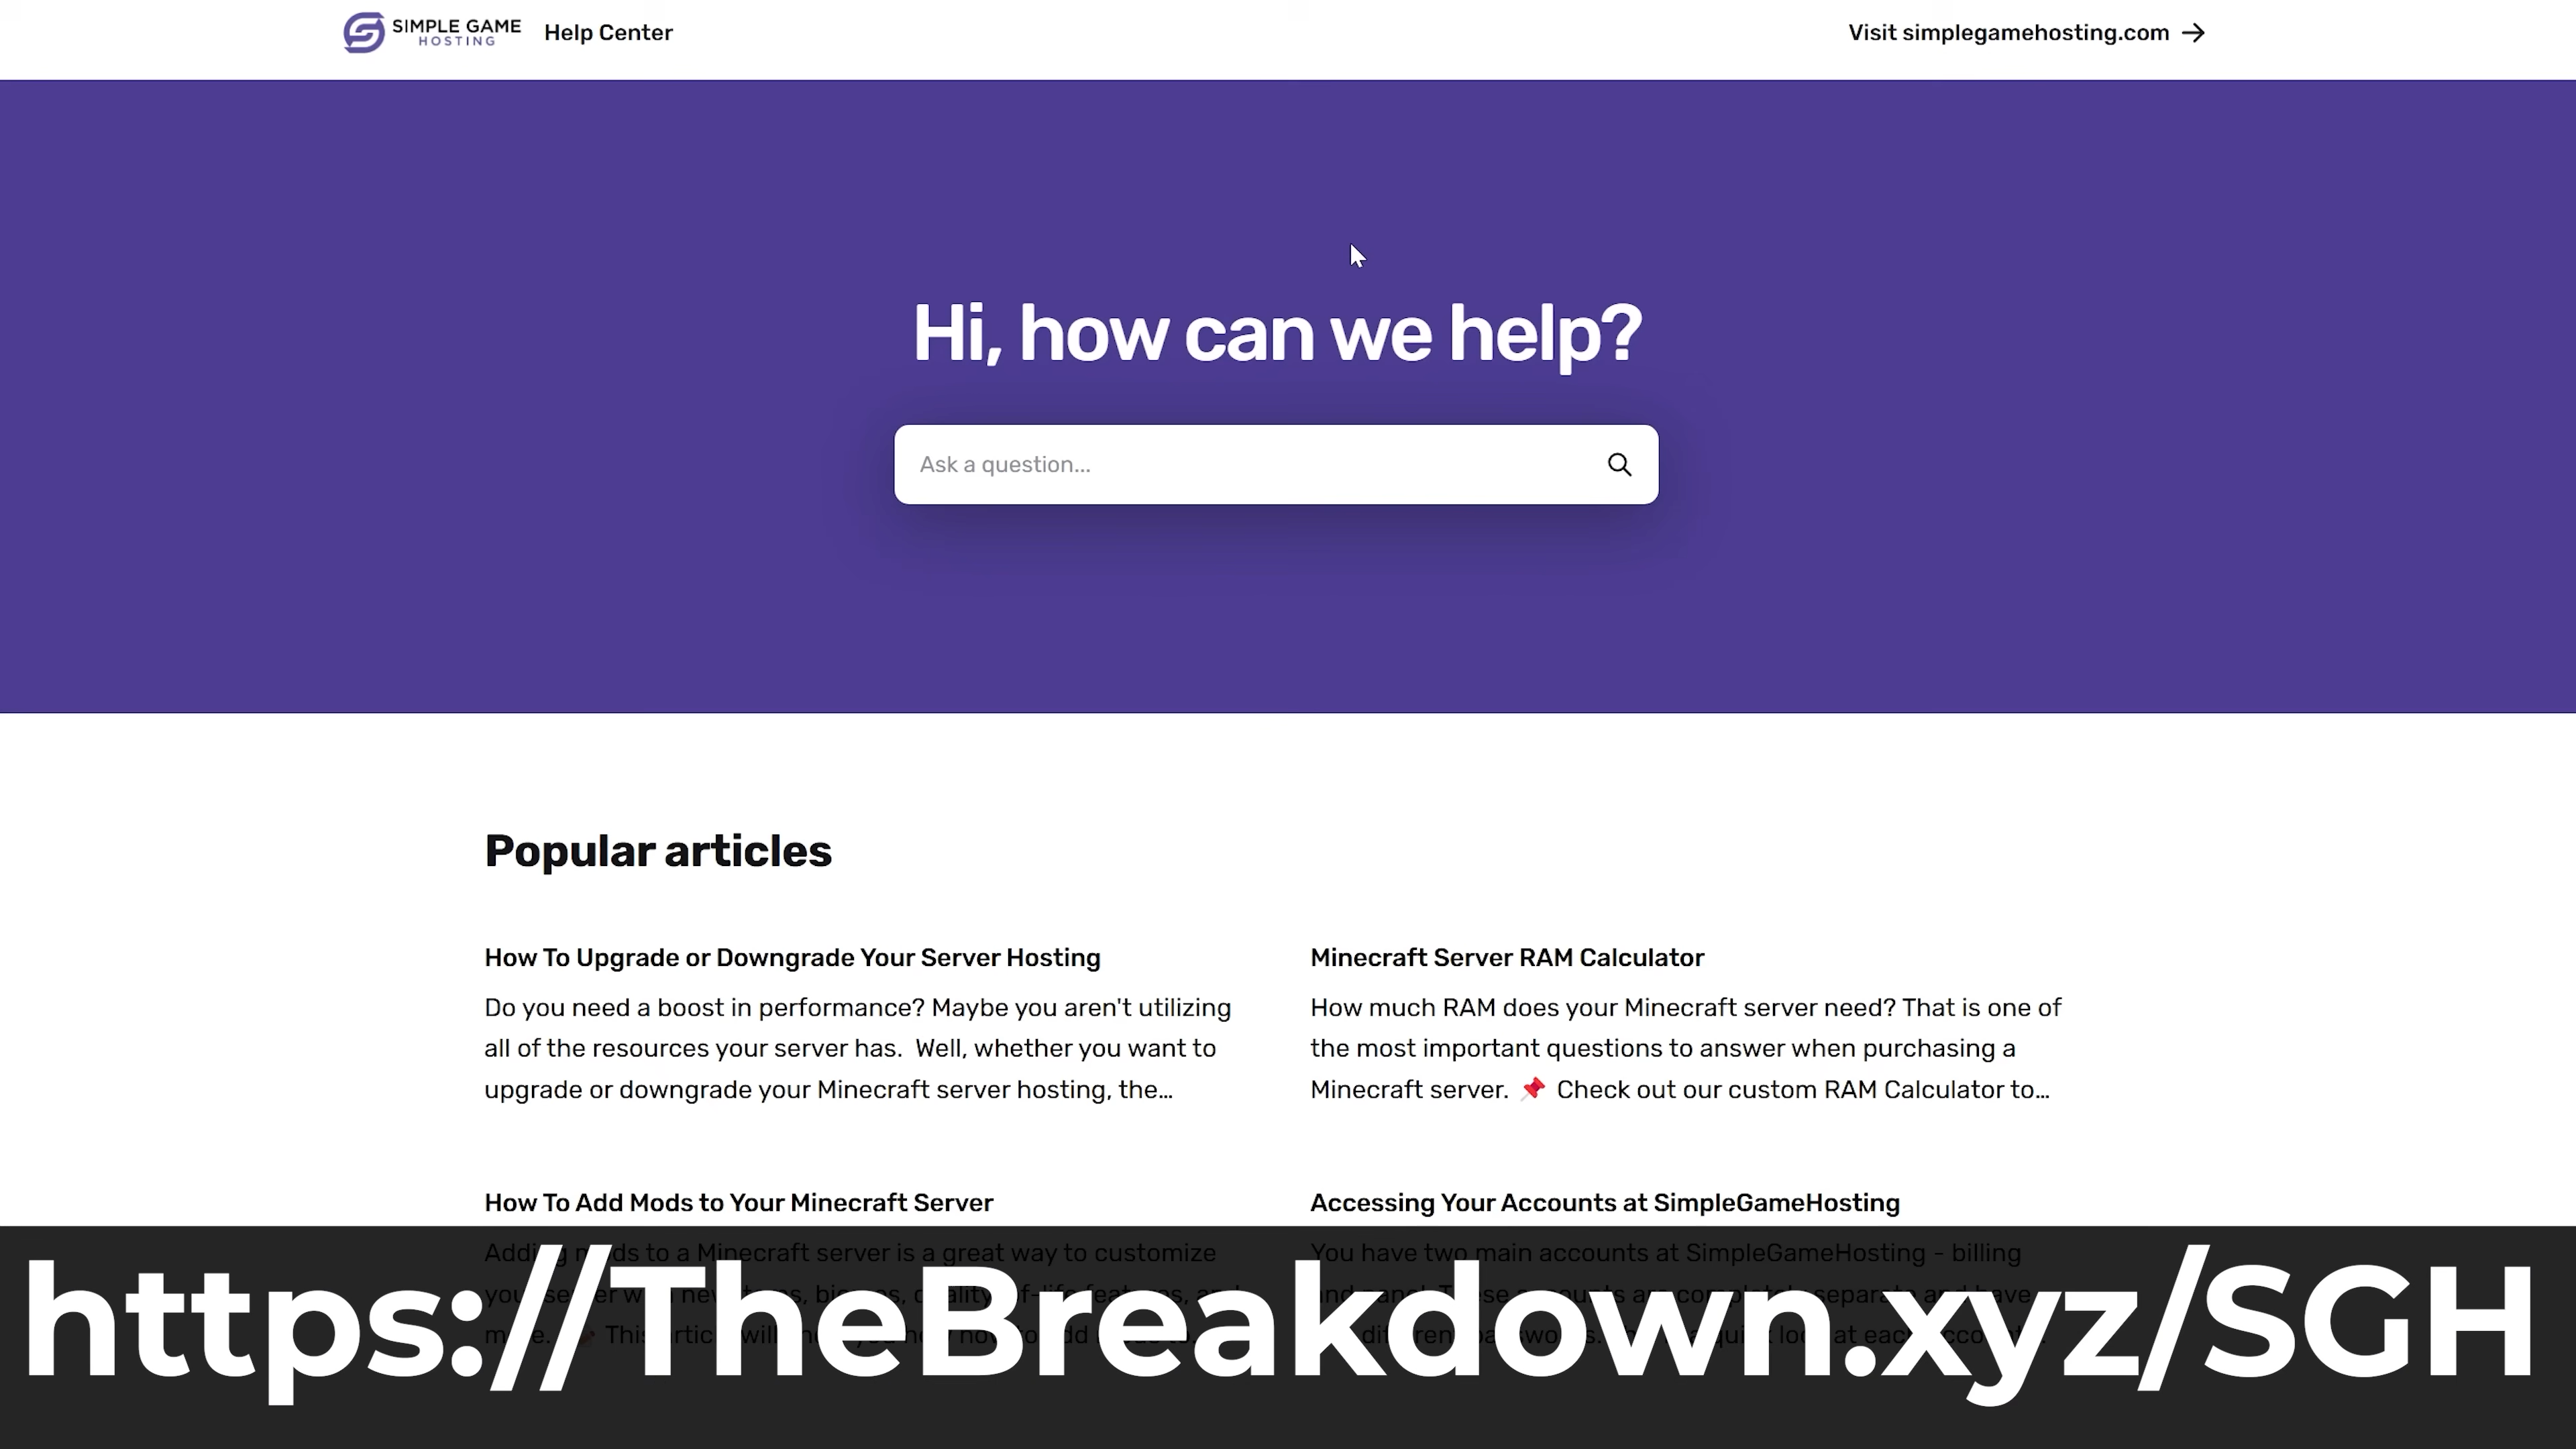 SIMPLE GAME
HOSTING
Help Center
Visit simplegamehosting.com
Hi, how can we help?
Ask a question...
Popular articles
How To Upgrade or Downgrade Your Server Hosting
Do you need a boost in performance? Maybe you aren't utilizing
all of the resources your server has. Well, whether you want to
upgrade or downgrade your Minecraft server hosting, the...
Minecraft Server RAM Calculator
How much RAM does your Minecraft server need? That is one of
the most important questions to answer when purchasing a
Minecraft server. 📌 Check out our custom RAM Calculator to...
How To Add Mods to Your Minecraft Server
Adding mods to a Minecraft server is a great way to customize
Accessing Your Accounts at SimpleGameHosting
You have two main accounts at SimpleGameHosting - billing
https://TheBreakdown.xyz/SGH